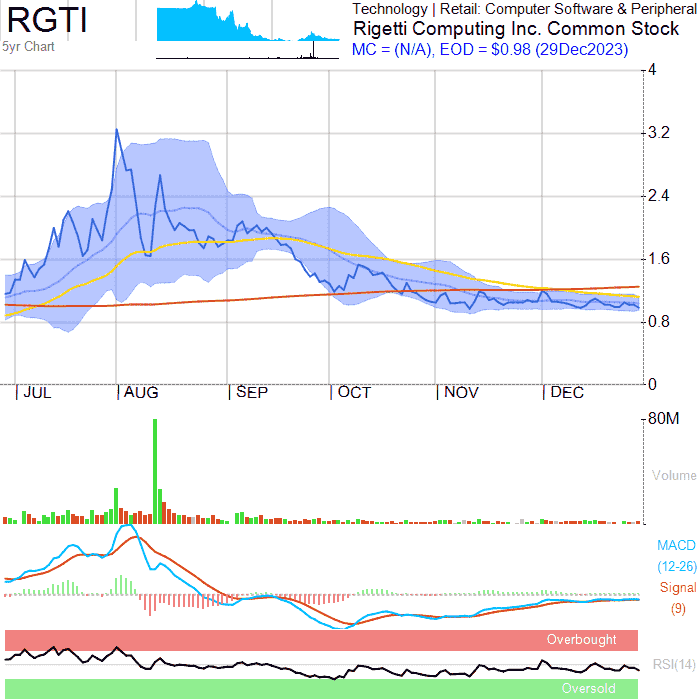 RGTI
5yr Chart
Technology | Retail: Computer Software & Peripheral
Rigetti Computing Inc. Common Stock
MC = (N/A), EOD = $0.98 (29Dec2023)
4
3.2
2.4
1.6
0.8
0
JUL AUG SEP OCT NOV DEC
80M
Volume
MACD
(12-26)
Signal
(9)
Overbought
RSI(14)
Oversold